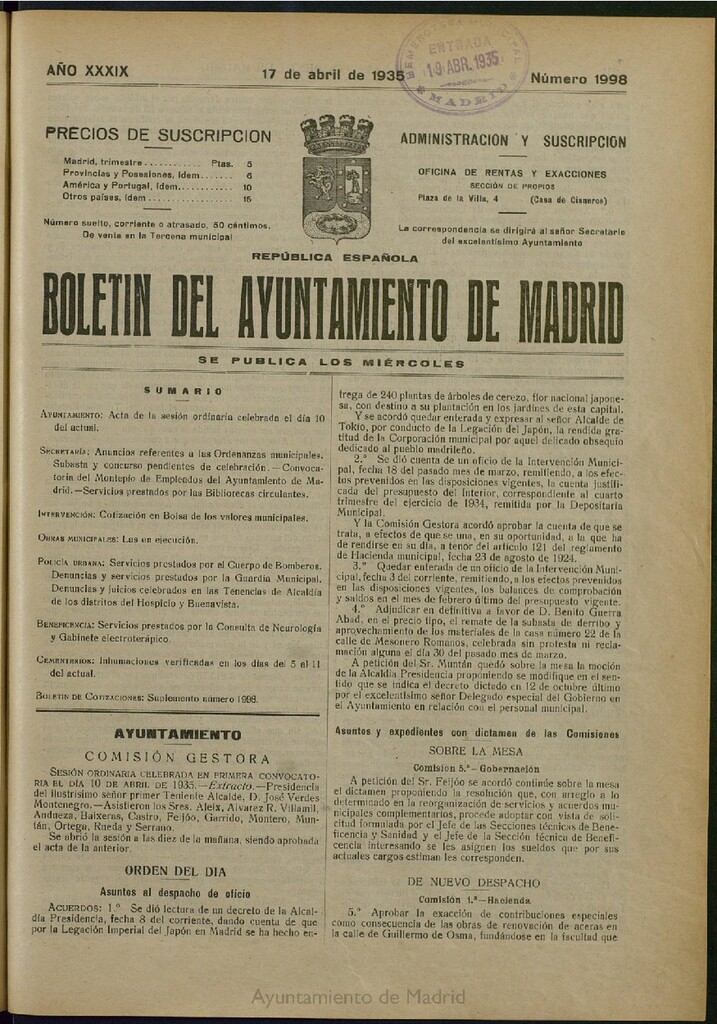 AÑO XXXIX
17 de abril de 1935
Número 1998
ENTRADA
19 ABR. 1935
MADRID
PRECIOS DE SUSCRIPCION
Madrid, trimestre............ Ptas. 5
Provincias y Posesiones, ídem....... 6
América y Portugal, ídem........... 10
Otros países, ídem................ 15
Número suelto, corriente o atrasado, 50 céntimos.
De venta en la Tercena municipal
ADMINISTRACION Y SUSCRIPCION
OFICINA DE RENTAS Y EXACCIONES
SECCIÓN DE PROPIOS
Plaza de la Villa, 4 (Casa de Cisneros)
La correspondencia se dirigirá al señor Secretario
del excelentísimo Ayuntamiento
REPÚBLICA ESPAÑOLA
BOLETIN DEL AYUNTAMIENTO DE MADRID
SE PUBLICA LOS MIÉRCOLES
SUMARIO
AYUNTAMIENTO: Acta de la sesión ordinaria celebrada el día 10
del actual.
SECRETARÍA: Anuncios referentes a las Ordenanzas municipales.
Subasta y concurso pendientes de celebración.—Convoca-
toria del Montepío de Empleados del Ayuntamiento de Ma-
drid.—Servicios prestados por las Bibliotecas circulantes.
INTERVENCIÓN: Cotización en Bolsa de los valores municipales.
OBRAS MUNICIPALES: Las en ejecución.
POLICÍA URBANA: Servicios prestados por el Cuerpo de Bomberos.
Denuncias y servicios prestados por la Guardia Municipal.
Denuncias y juicios celebrados en las Tenencias de Alcaldía
de los distritos del Hospicio y Buenavista.
BENEFICENCIA: Servicios prestados por la Consulta de Neurología
y Gabinete electroterápico.
CEMENTERIOS: Inhumaciones verificadas en los días del 5 al 11
del actual.
BOLETIN DE COTIZACIONES: Suplemento número 1998.
AYUNTAMIENTO
COMISIÓN GESTORA
SESIÓN ORDINARIA CELEBRADA EN PRIMERA CONVOCATO-
RIA EL DÍA 10 DE ABRIL DE 1935.—Extracto.—Presidencia
del ilustrísimo señor primer Teniente Alcalde, D. José Verdes
Montenegro.—Asistieron los Sres. Aleix, Alvarez R. Villamil,
Andueza, Baixeras, Castro, Feijóo, Garrido, Montero, Mun-
tán, Ortega, Rueda y Serrano.
Se abrió la sesión a las diez de la mañana, siendo aprobada
el acta de la anterior.
ORDEN DEL DIA
Asuntos al despacho de oficio
ACUERDOS: 1.º Se dió lectura de un decreto de la Alcal-
día Presidencia, fecha 8 del corriente, dando cuenta de que
por la Legación Imperial del Japón en Madrid se ha hecho en-
trega de 240 plantas de árboles de cerezo, flor nacional japone-
sa, con destino a su plantación en los jardines de esta capital.
Y se acordó quedar enterada y expresar al señor Alcalde de
Tokio, por conducto de la Legación del Japón, la rendida gra-
titud de la Corporación municipal por aquel delicado obsequio
dedicado al pueblo madrileño.
2.º Se dió cuenta de un oficio de la Intervención Munici-
pal, fecha 18 del pasado mes de marzo, remitiendo, a los efec-
tos prevenidos en las disposiciones vigentes, la cuenta justifi-
cada del presupuesto del Interior, correspondiente al cuarto
trimestre del ejercicio de 1934, remitida por la Depositaría
Municipal.
Y la Comisión Gestora acordó aprobar la cuenta de que se
trata, a efectos de que se una, en su oportunidad, a la que ha
de rendirse en su día, a tenor del artículo 121 del reglamento
de Hacienda municipal, fecha 23 de agosto de 1924.
3.º Quedar enterada de un oficio de la Intervención Muni-
cipal, fecha 3 del corriente, remitiendo, a los efectos prevenidos
en las disposiciones vigentes, los balances de comprobación
y saldos en el mes de febrero último del presupuesto vigente.
4.º Adjudicar en definitiva a favor de D. Benito Guerra
Abad, en el precio tipo, el remate de la subasta de derribo y
aprovechamiento de los materiales de la casa número 22 de la
calle de Mesonero Romanos, celebrada sin protesta ni recla-
mación alguna el día 30 del pasado mes de marzo.
A petición del Sr. Muntán quedó sobre la mesa la moción
de la Alcaldía Presidencia proponiendo se modifique en el sen-
tido que se indica el decreto dictado en 12 de octubre último
por el excelentísimo señor Delegado especial del Gobierno en
el Ayuntamiento en relación con el personal municipal.
Asuntos y expedientes con dictamen de las Comisiones
SOBRE LA MESA
Comisión 5.ª—Gobernación
A petición del Sr. Feijóo se acordó continúe sobre la mesa
el dictamen proponiendo la resolución que, con arreglo a lo
determinado en la reorganización de servicios y acuerdos mu-
nicipales complementarios, procede adoptar con vista de soli-
citud formulada por el Jefe de las Secciones técnicas de Bene-
ficencia y Sanidad y el Jefe de la Sección técnica de Benefi-
cencia interesando se les asignen los sueldos que por sus
actuales cargos estiman les corresponden.
DE NUEVO DESPACHO
Comisión 1.ª—Hacienda
5.º Aprobar la exacción de contribuciones especiales
como consecuencia de las obras de renovación de aceras en
la calle de Guillermo de Osma, fundándose en la facultad que
Ayuntamiento de Madrid